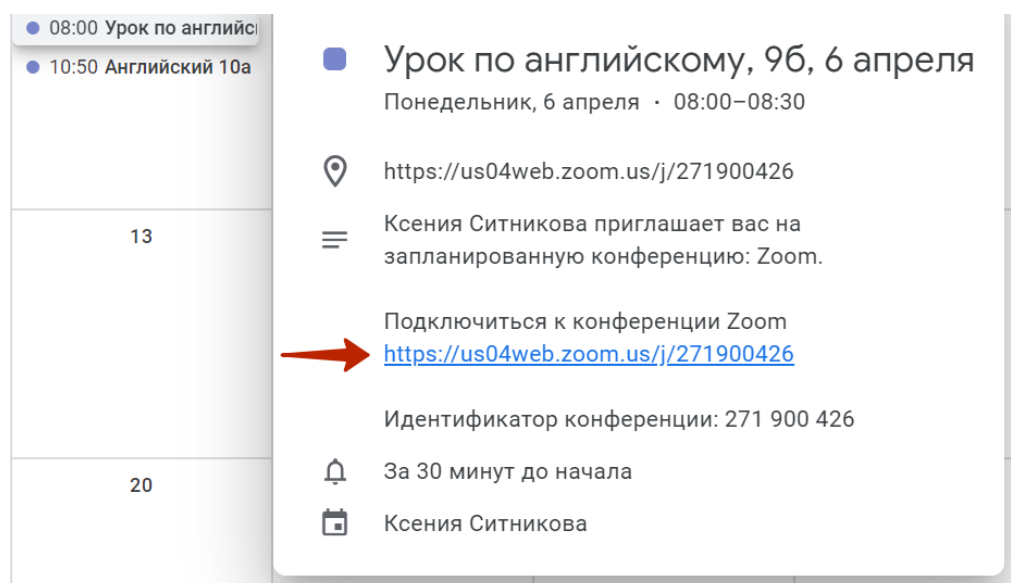 08:00 Урок по англий
10:50 Английский 10а
13
20
Урок по английскому, 9б, 6 апреля
Понедельник, 6 апреля · 08:00–08:30
https://us04web.zoom.us/j/271900426
Ксения Ситникова приглашает вас на
запланированную конференцию: Zoom.
Подключиться к конференции Zoom
https://us04web.zoom.us/j/271900426
Идентификатор конференции: 271 900 426
За 30 минут до начала
Ксения Ситникова